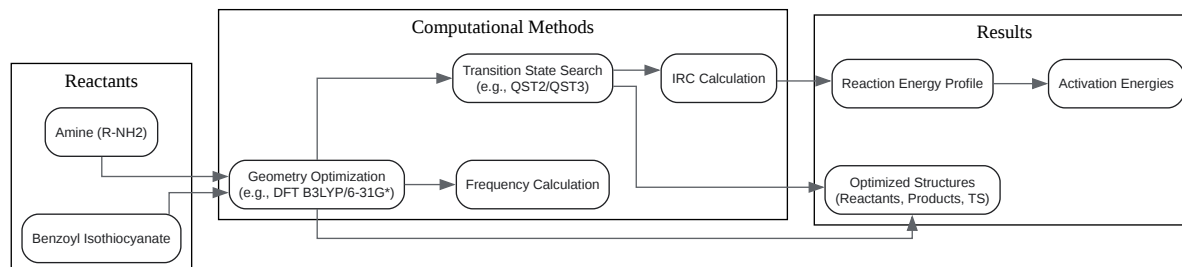 Reactants
Amine (R-NH2)
Benzoyl Isothiocyanate
Computational Methods
Geometry Optimization
(e.g., DFT B3LYP/6-31G*)
Transition State Search
(e.g., QST2/QST3)
IRC Calculation
Frequency Calculation
Results
Reaction Energy Profile
Activation Energies
Optimized Structures
(Reactants, Products, TS)